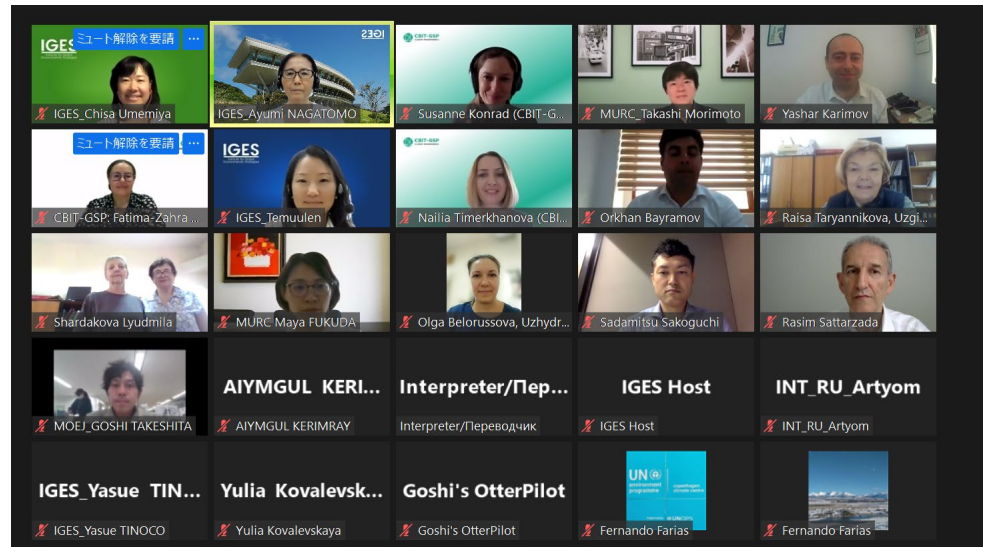 IGES
ミュート解除を要請 ...
IGES_Chisa Umemiya
IGES
IGES_Ayumi NAGATOMO
CBIT-GSP
Susanne Konrad (CBIT-G...
MURC_Takashi Morimoto
Yashar Karimov
ミュート解除を要請 ...
CBIT-GSP: Fatima-Zahra ...
IGES
IGES_Temuulen
CBIT-GSP
Nailia Timerkhanova (CBI...
Orkhan Bayramov
Raisa Taryannikova, Uzgi...
Shardakova Lyudmila
MURC Maya FUKUDA
Olga Belorussova, Uzhydr...
Sadamitsu Sakoguchi
Rasim Sattarzada
MOEJ_GOSHI TAKESHITA
AIYMGUL KERI...
AIYMGUL KERIMRAY
Interpreter/Пер...
Interpreter/Переводчик
IGES Host
IGES Host
INT_RU_Artyom
INT_RU_Artyom
IGES_Yasue TIN...
IGES_Yasue TINOCO
Yulia Kovalevsk...
Yulia Kovalevskaya
Goshi's OtterPilot
Goshi's OtterPilot
UN
environment
programme
copenhagen
climate centre
Fernando Farias
Fernando Farias